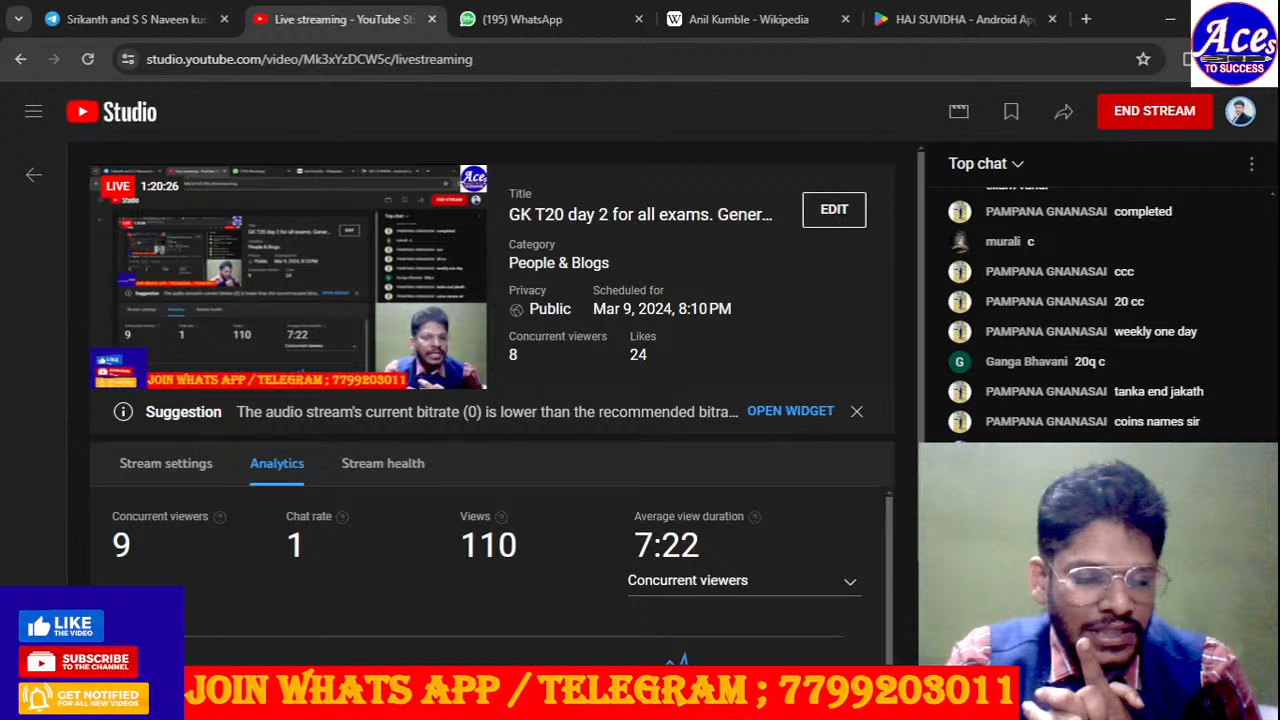 Srikanth and S S Naveen ku
Live streaming - YouTube St
(195) WhatsApp
Anil Kumble - Wikipedia
HAJ SUVIDHA - Android Ap
studio.youtube.com/video/Mk3xYzDCW5c/livestreaming
Aces
TO SUCCESS
Studio
END STREAM
LIVE 1:20:26
Title
GK T20 day 2 for all exams. Gener...
EDIT
Category
People & Blogs
Privacy
Public
Scheduled for
Mar 9, 2024, 8:10 PM
Concurrent viewers
8
Likes
24
JOIN WHATS APP / TELEGRAM ; 7799203011
Suggestion The audio stream's current bitrate (0) is lower than the recommended bitra... OPEN WIDGET
Stream settings Analytics Stream health
Concurrent viewers
9
Chat rate
1
Views
110
Average view duration
7:22
Concurrent viewers
Top chat
PAMPANA GNANASAI completed
murali c
PAMPANA GNANASAI ccc
PAMPANA GNANASAI 20 cc
PAMPANA GNANASAI weekly one day
G Ganga Bhavani 20q c
PAMPANA GNANASAI tanka end jakath
PAMPANA GNANASAI coins names sir
LIKE
THE VIDEO
SUBSCRIBE
TO THE CHANNEL
GET NOTIFIED
FOR ALL NEW VIDEOS
JOIN WHATS APP / TELEGRAM ; 7799203011